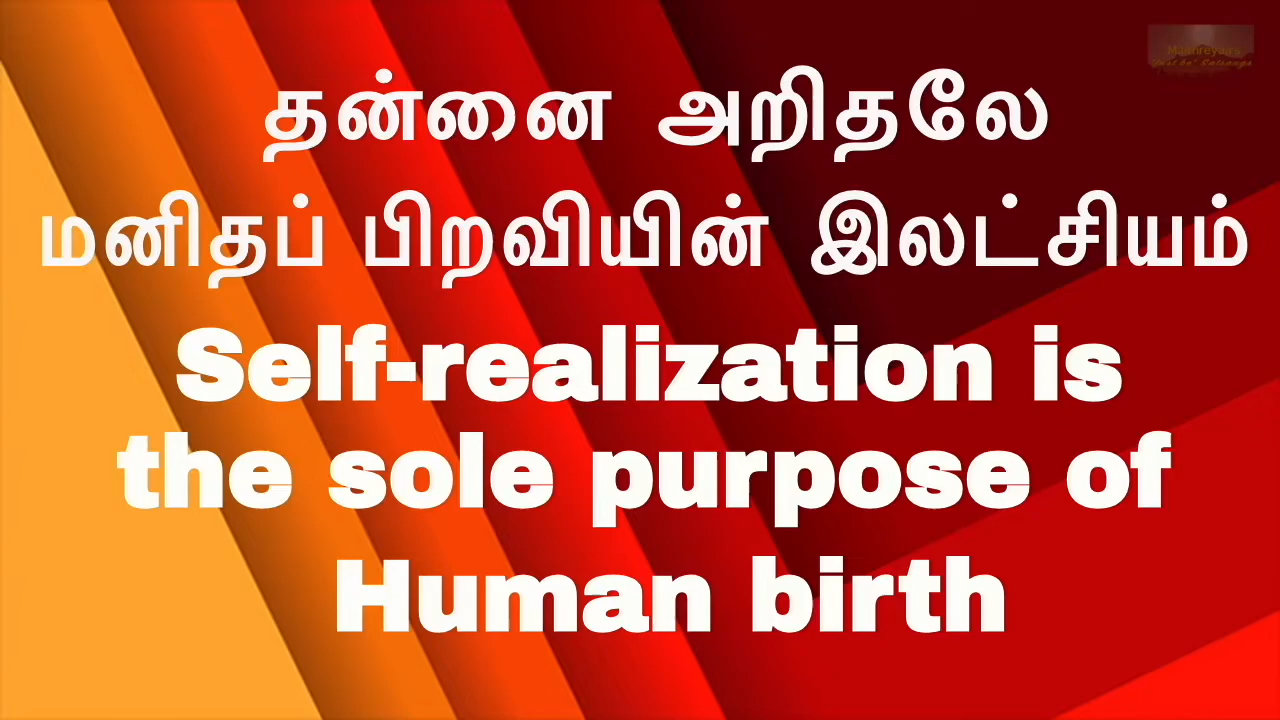 தன்னை அறிதலே
மனிதப் பிறவியின் இலட்சியம்
Self-realization is
the sole purpose of
Human birth